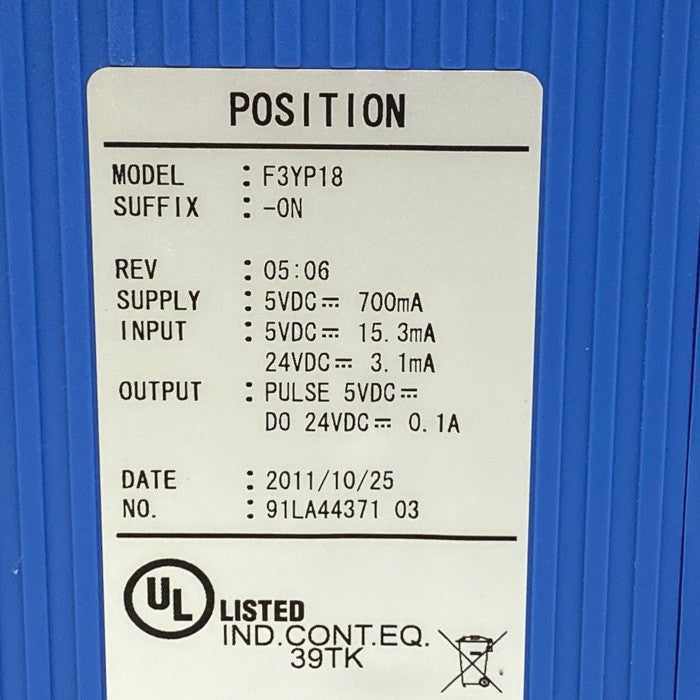 POSITION
MODEL : F3YP18
SUFFIX : -0N
REV : 05:06
SUPPLY : 5VDC⎓ 700mA
INPUT : 5VDC⎓ 15.3mA
24VDC⎓ 3.1mA
OUTPUT : PULSE 5VDC⎓
DO 24VDC⎓ 0.1A
DATE : 2011/10/25
NO. : 91LA44371 03
UL LISTED
IND.CONT.EQ.
39TK